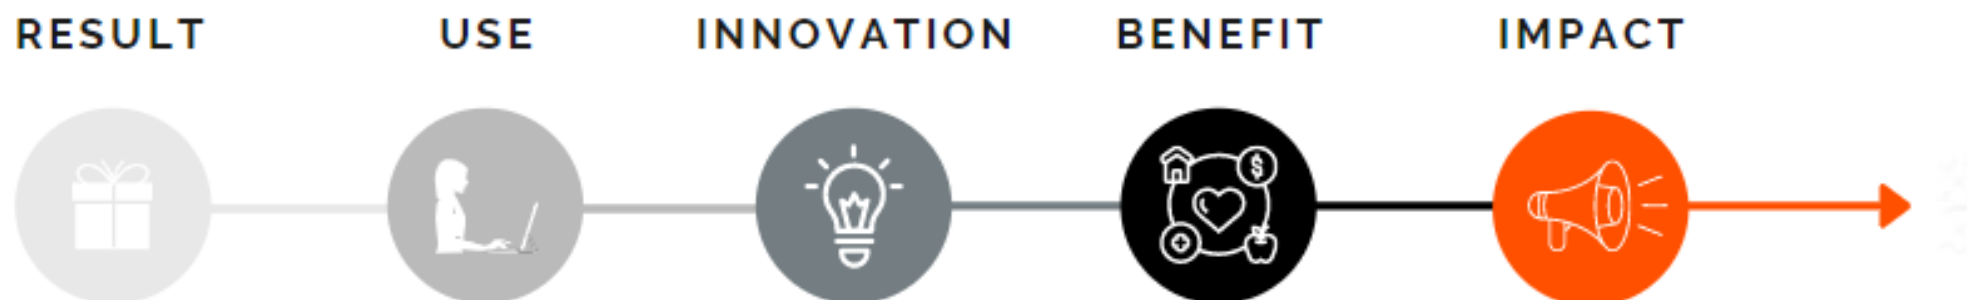 RESULT USE INNOVATION BENEFIT IMPACT
$